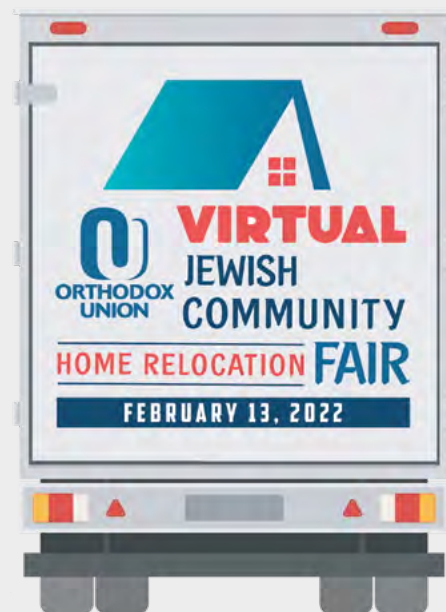 VIRTUAL
ORTHODOX
UNION
JEWISH
COMMUNITY
HOME RELOCATION FAIR
FEBRUARY 13, 2022